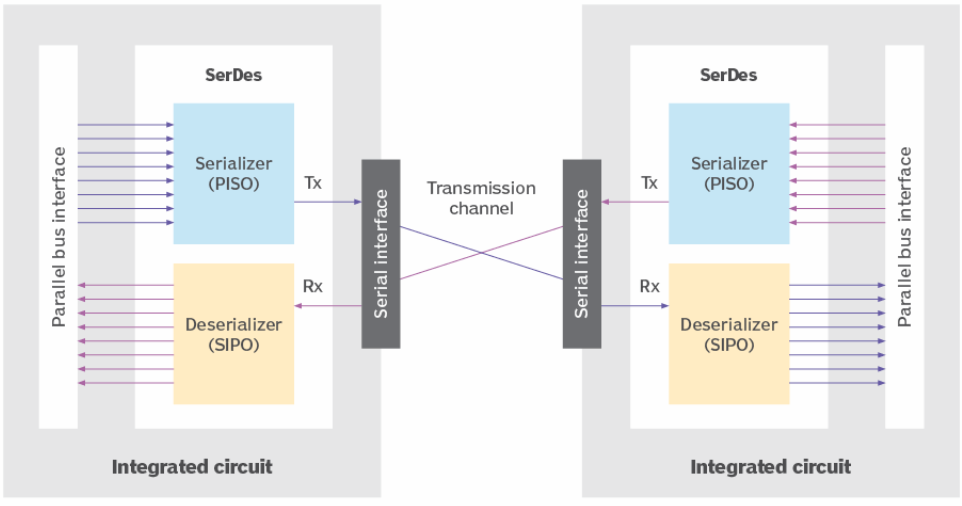 SerDes
Parallel bus interface
Serializer
(PISO)
Tx
Deserializer
(SIPO)
Rx
Serial interface
Integrated circuit
Transmission
channel
SerDes
Serial interface
Tx
Serializer
(PISO)
Rx
Deserializer
(SIPO)
Parallel bus interface
Integrated circuit